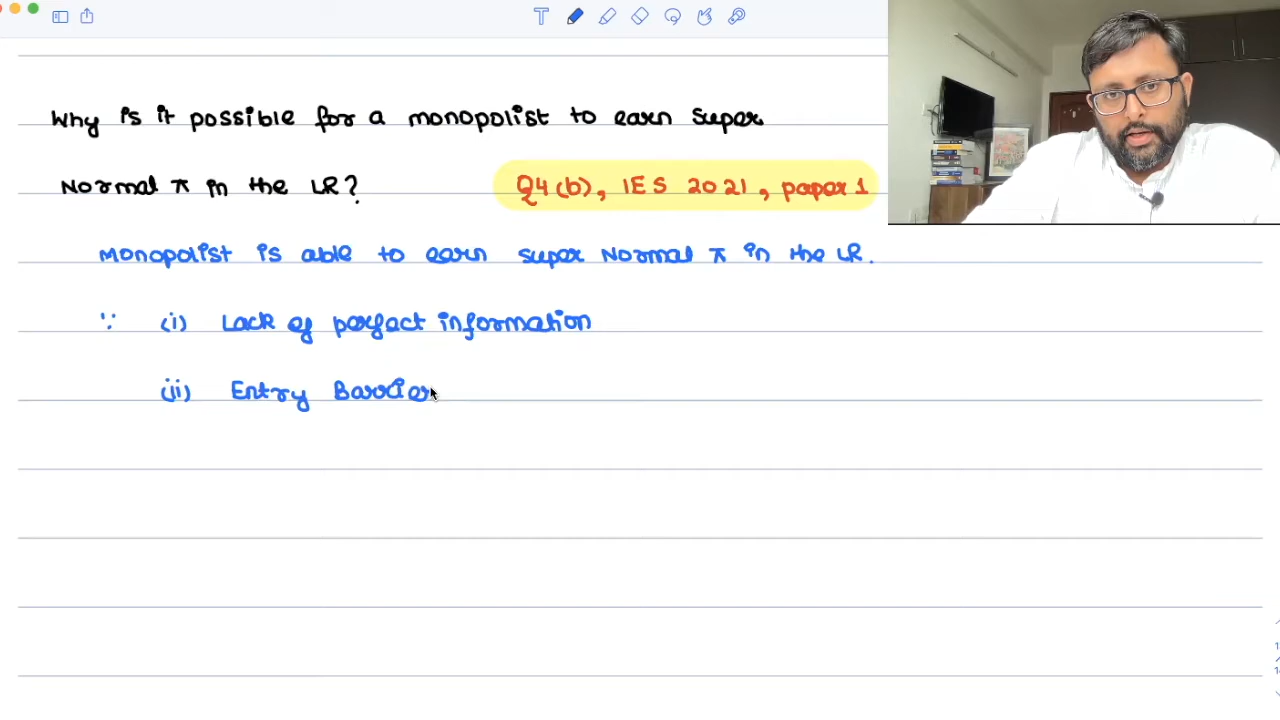 Why is it possible for a monopolist to earn super
Normal π in the LR?
Q4(b), IES 2021, paper 1
Monopolist is able to earn super Normal π in the LR.
∵ (i) Lack of perfect information
(ii) Entry Barrier